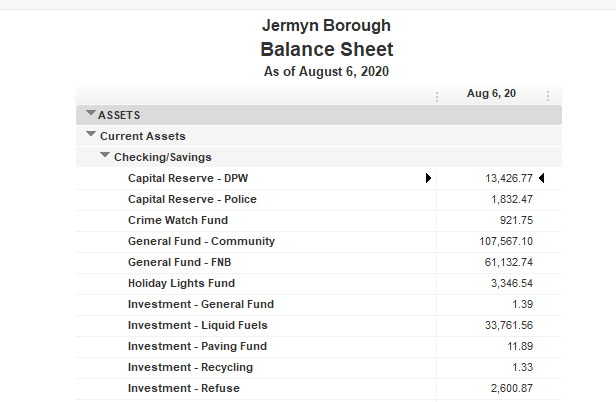 Jermyn Borough
Balance Sheet
As of August 6, 2020
Aug 6, 20
ASSETS
Current Assets
Checking/Savings
Capital Reserve - DPW 13,426.77
Capital Reserve - Police 1,832.47
Crime Watch Fund 921.75
General Fund - Community 107,567.10
General Fund - FNB 61,132.74
Holiday Lights Fund 3,346.54
Investment - General Fund 1.39
Investment - Liquid Fuels 33,761.56
Investment - Paving Fund 11.89
Investment - Recycling 1.33
Investment - Refuse 2,600.87